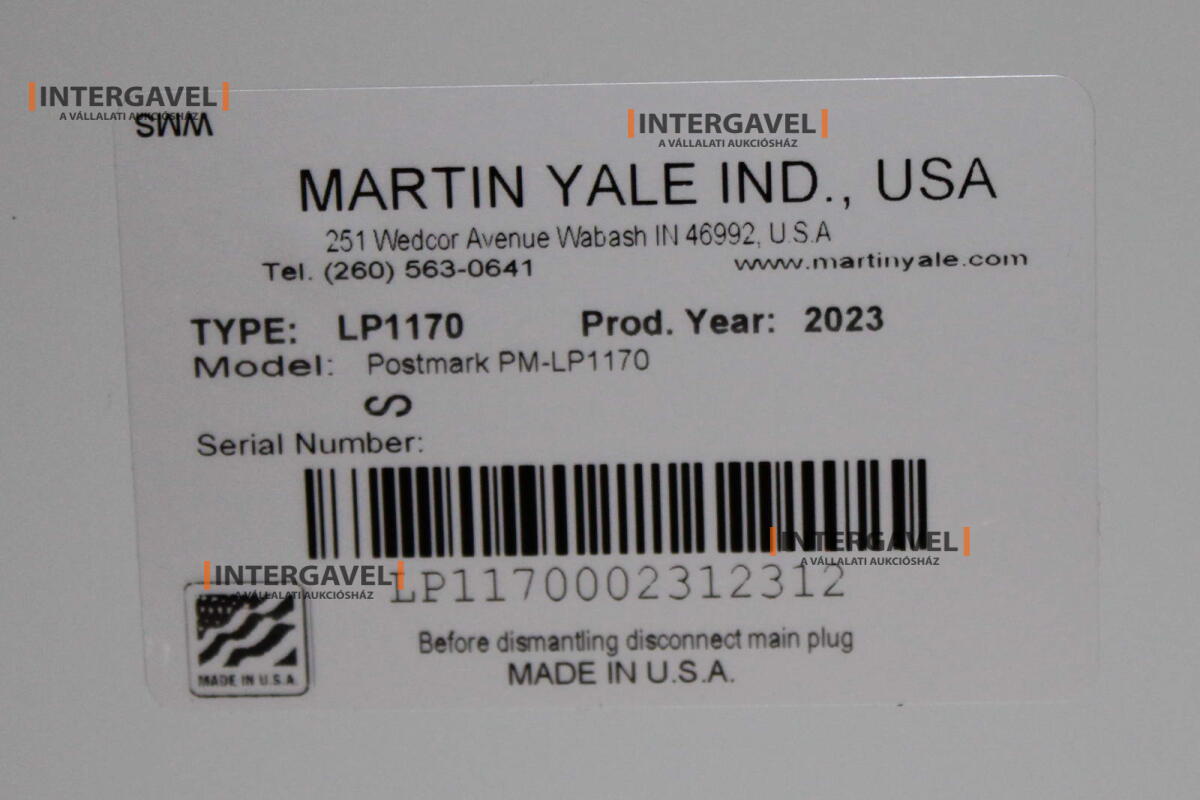 INTERGAVEL
A VÁLLALATI AUKCIÓSHÁZ
WMS
INTERGAVEL
A VÁLLALATI AUKCIÓSHÁZ
MARTIN YALE IND., USA
251 Wedcor Avenue Wabash IN 46992, U.S.A
Tel. (260) 563-0641 www.martinyale.com
TYPE: LP1170 Prod. Year: 2023
Model: Postmark PM-LP1170
S
Serial Number:
INTERGAVEL
A VÁLLALATI AUKCIÓSHÁZ
INTERGAVEL
A VÁLLALATI AUKCIÓSHÁZ
LP1170002312312
Before dismantling disconnect main plug
MADE IN U.S.A.
MADE IN U.S.A.